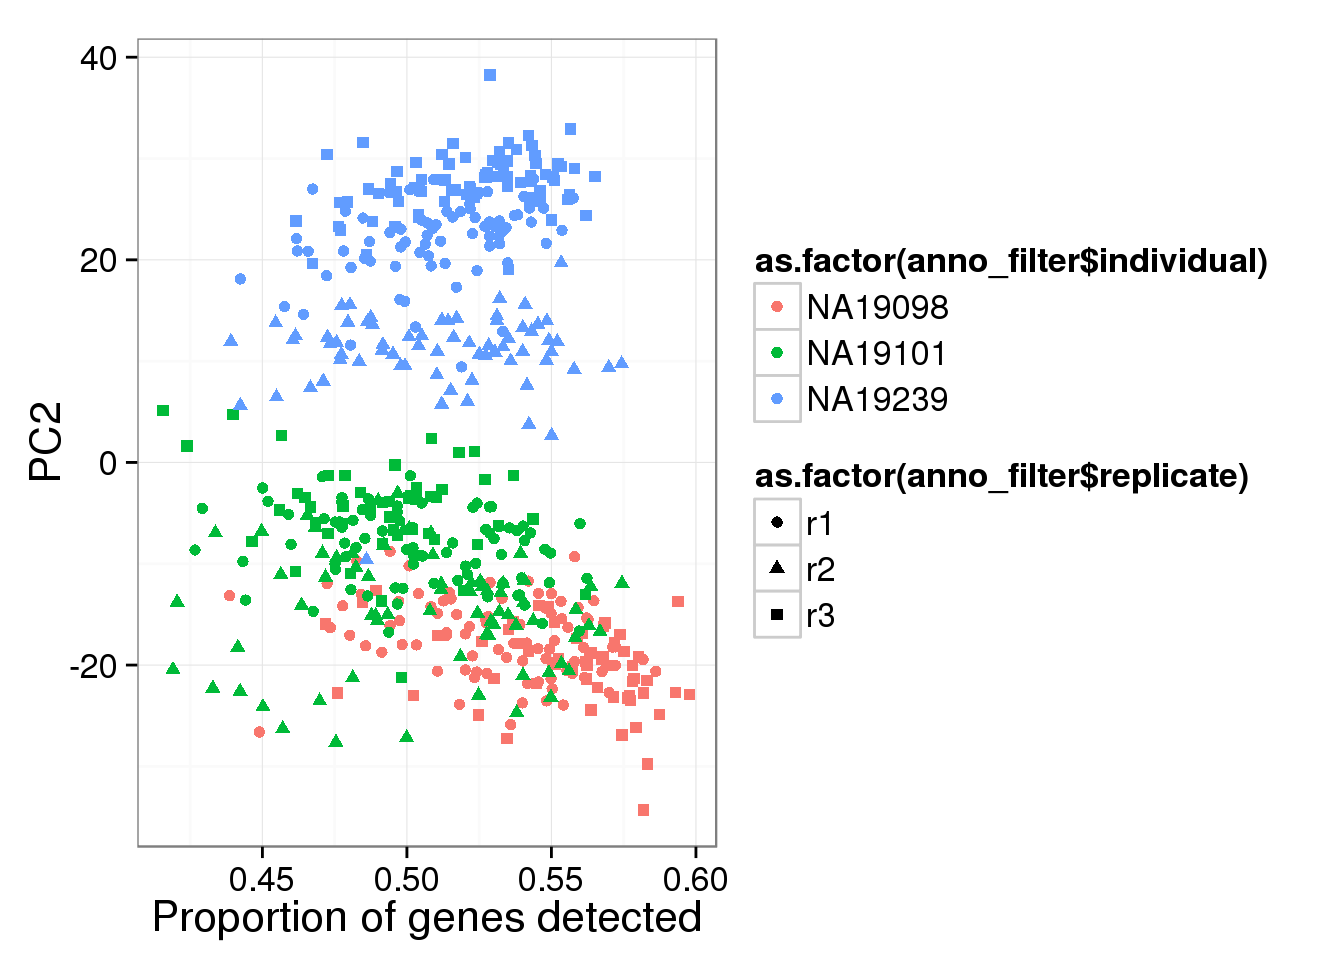 40
20
0
-20
PC2
0.45
0.50
0.55
0.60
Proportion of genes detected
as.factor(anno_filter$individual)
NA19098
NA19101
NA19239
as.factor(anno_filter$replicate)
r1
r2
r3